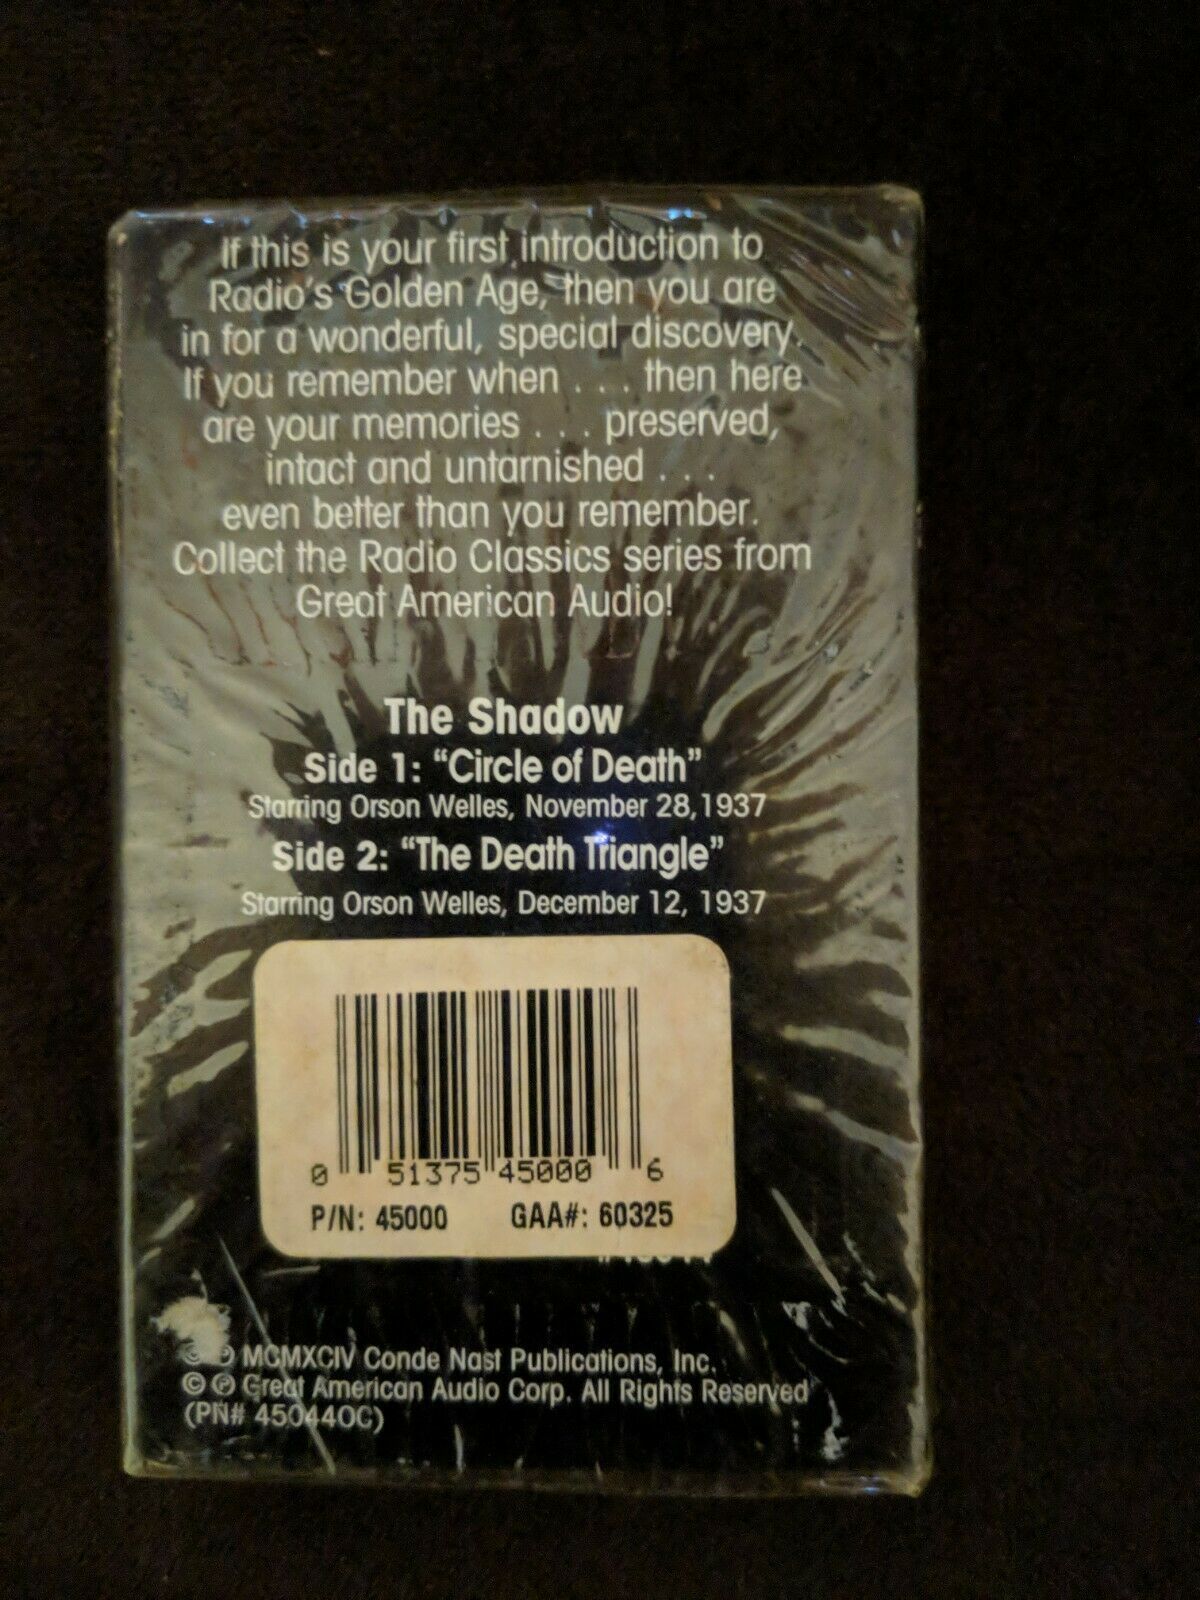 If this is your first introduction to
Radio's Golden Age, then you are
in for a wonderful, special discovery.
If you remember when . . . then here
are your memories . . . preserved,
intact and untarnished . . .
even better than you remember.
Collect the Radio Classics series from
Great American Audio!
The Shadow
Side 1: “Circle of Death”
Starring Orson Welles, November 28,1937
Side 2: “The Death Triangle”
Starring Orson Welles, December 12, 1937
0 51375 45000 6
P/N: 45000 GAA#: 60325
© ℗ MCMXCIV Conde Nast Publications, Inc.
© ℗ Great American Audio Corp. All Rights Reserved
(PN# 450440C)